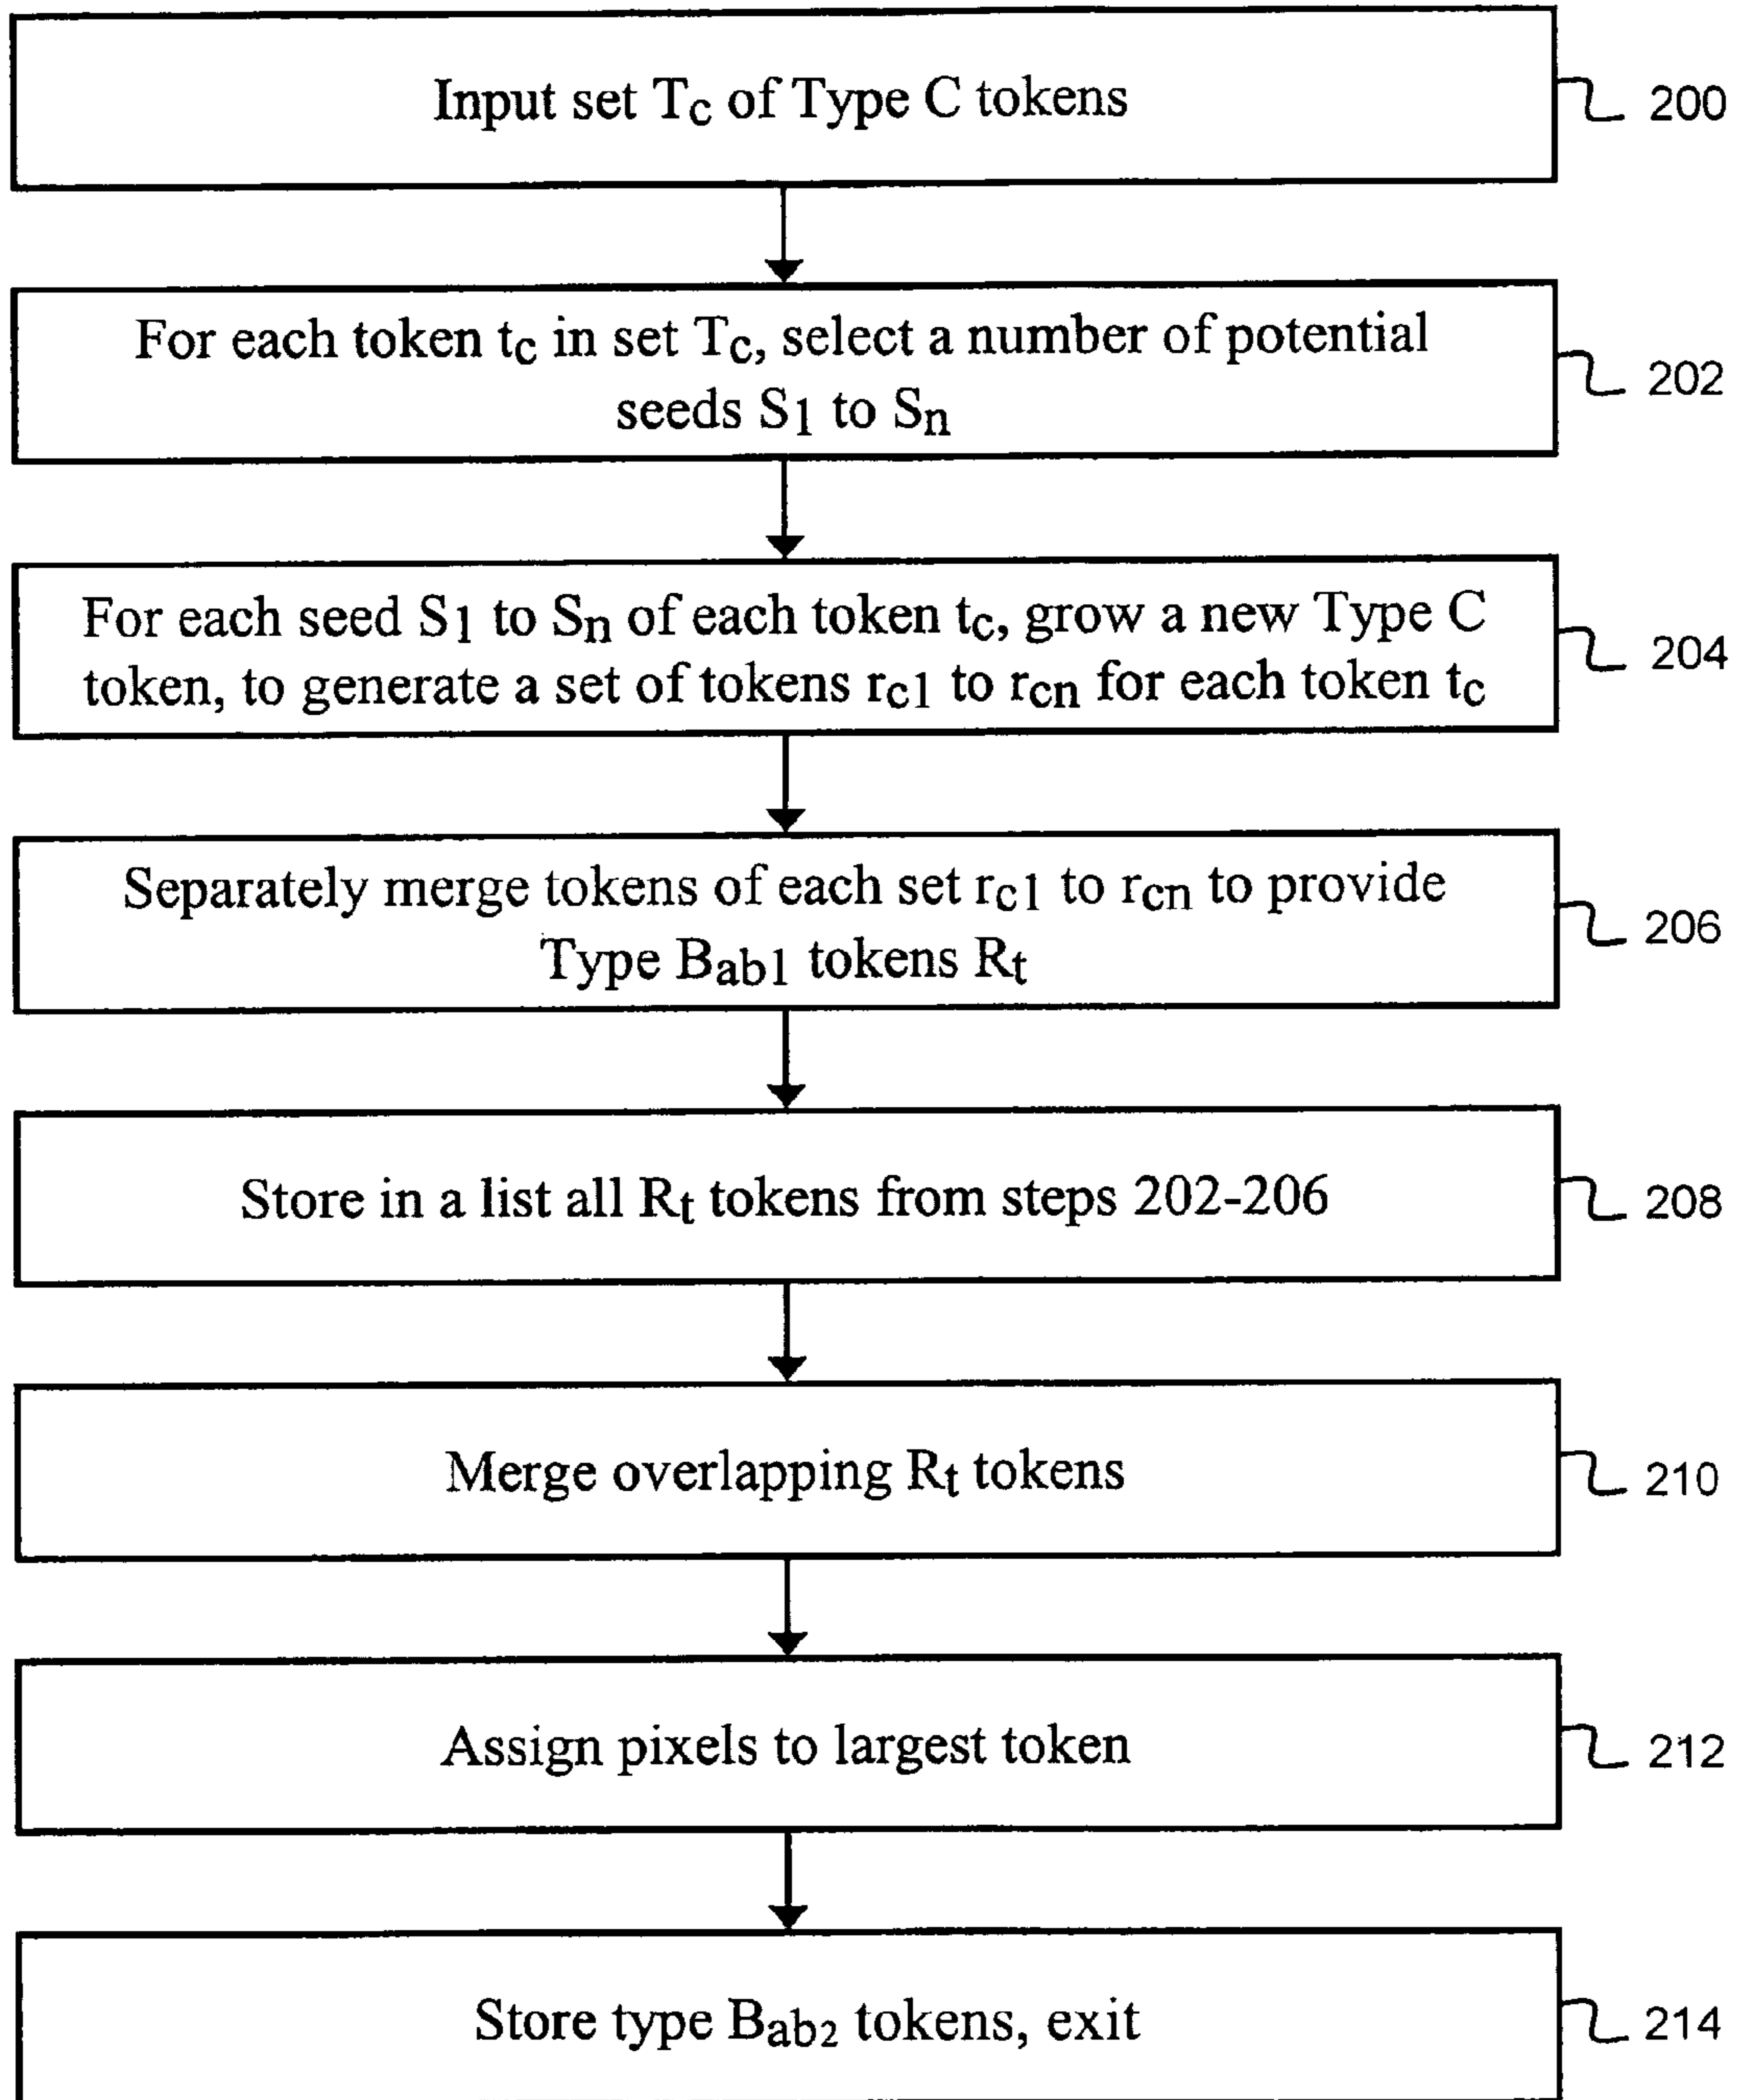 Input set Tc of Type C tokens
200
For each token tc in set Tc, select a number of potential
seeds S1 to Sn
202
For each seed S1 to Sn of each token tc, grow a new Type C
token, to generate a set of tokens rc1 to rcn for each token tc
204
Separately merge tokens of each set rc1 to rcn to provide
Type Bab1 tokens Rt
206
Store in a list all Rt tokens from steps 202-206
208
Merge overlapping Rt tokens
210
Assign pixels to largest token
212
Store type Bab2 tokens, exit
214